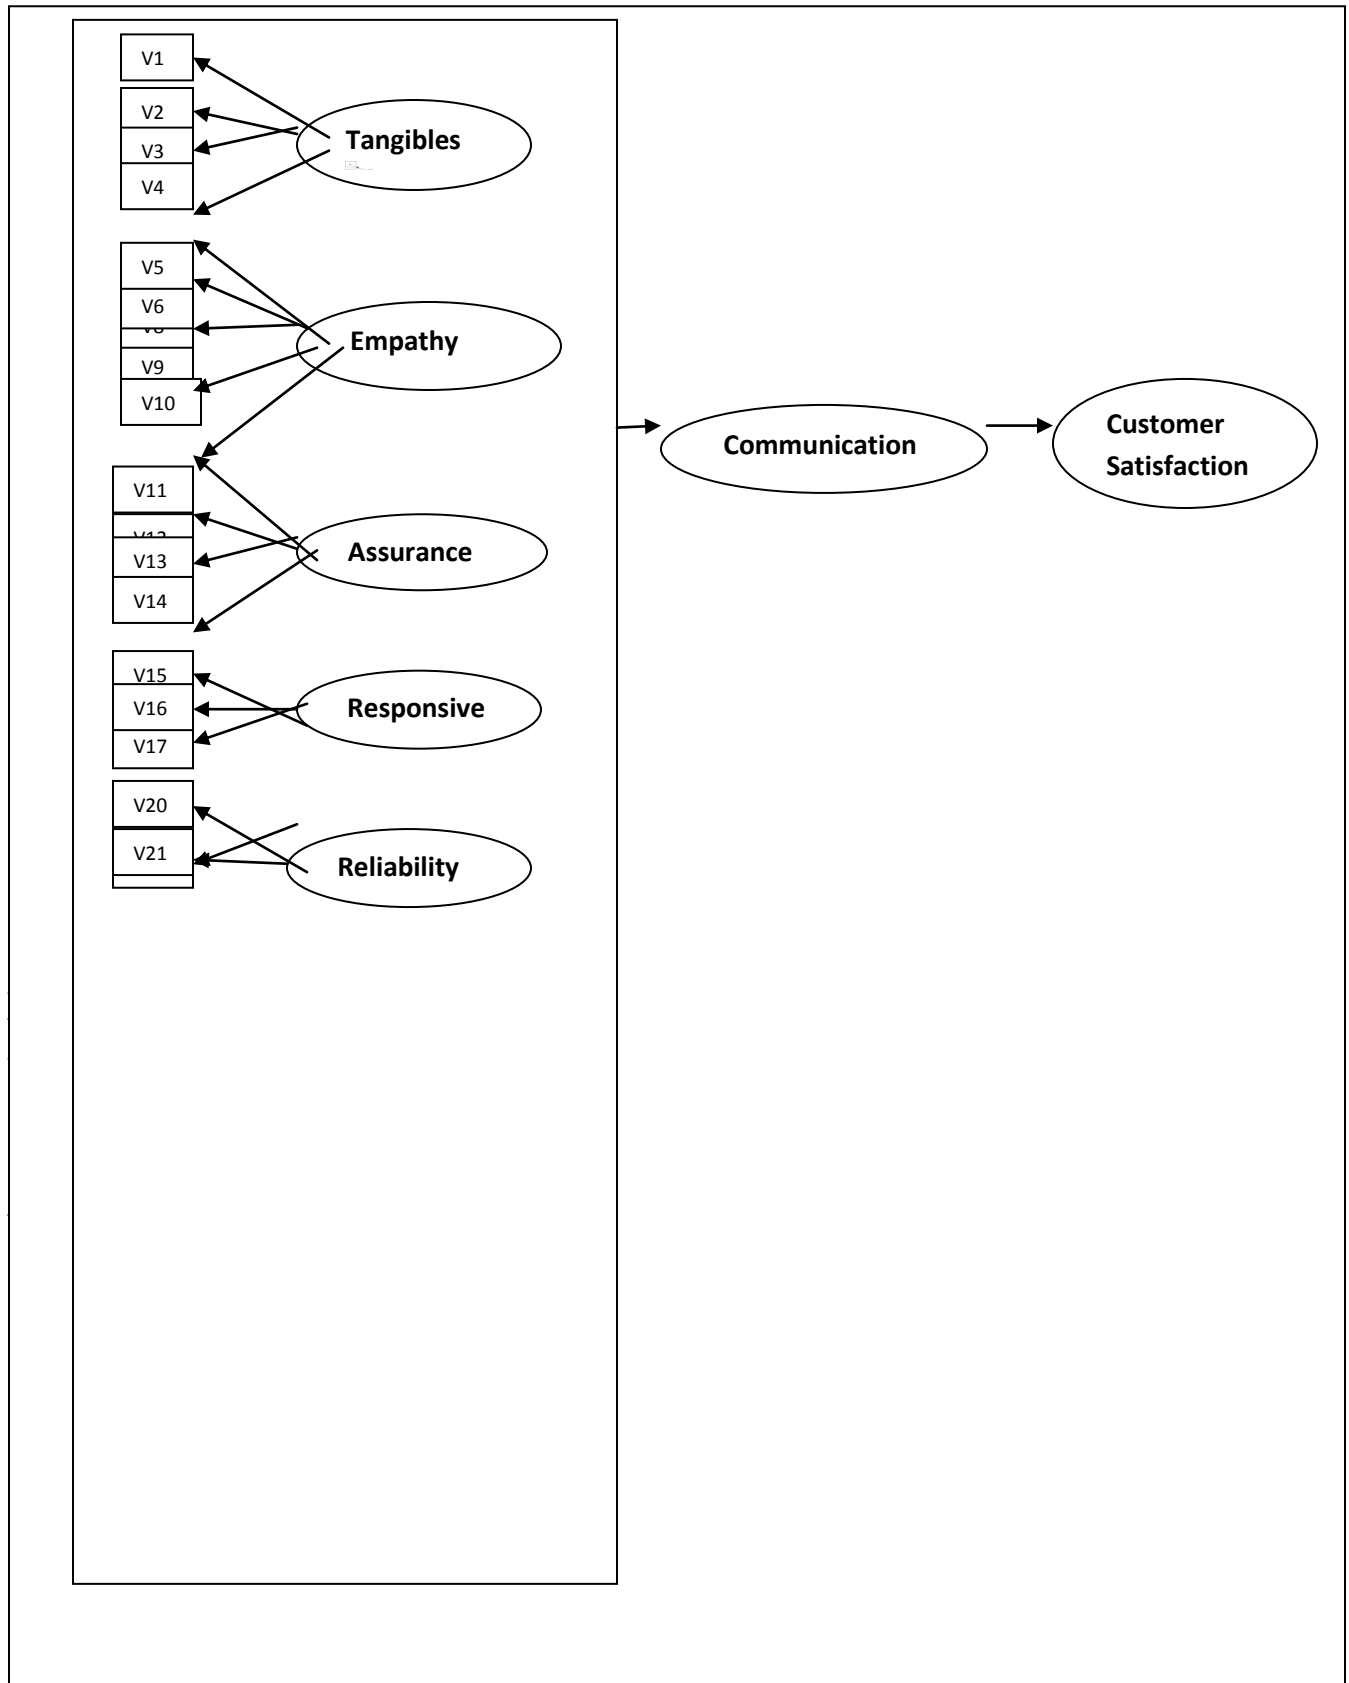 V1
V2
V3
V4
Tangibles
V5
V6
V9
V10
Empathy
V11
V13
V14
Assurance
V15
V16
V17
Responsive
V20
V21
Reliability
Communication
Customer
Satisfaction